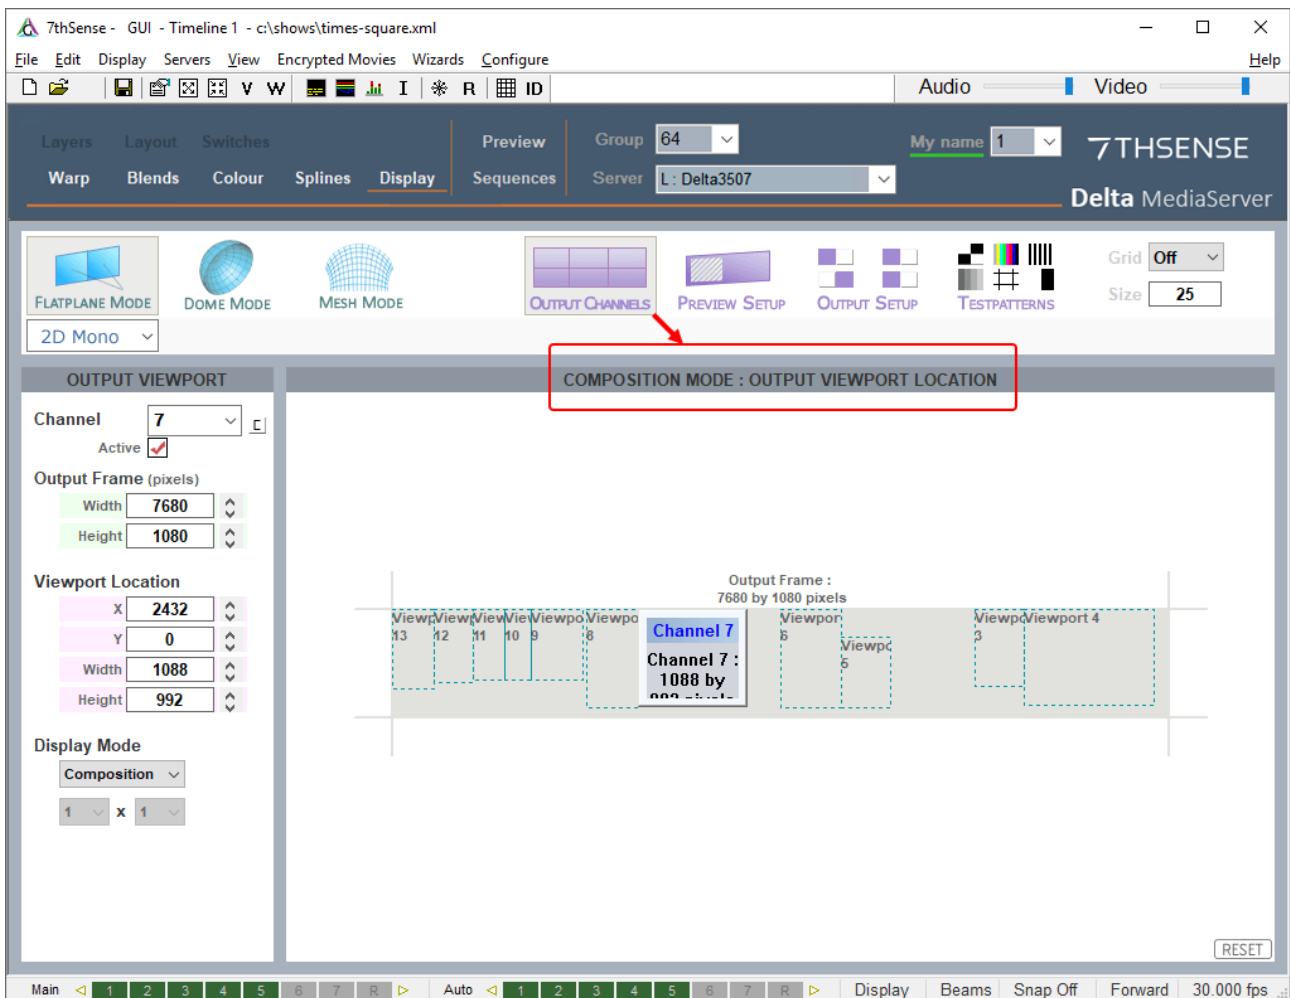 7thSense - GUI - Timeline 1 - c:\shows\times-square.xml
File Edit Display Servers View Encrypted Movies Wizards Configure Help
V W I R ID Audio Video
Layers Layout Switches Preview Group 64 My name 1 7THSENSE
Warp Blends Colour Splines Display Sequences Server L : Delta3507
Delta MediaServer
Grid Off
FLATPLANE MODE DOME MODE MESH MODE OUTPUT CHANNELS PREVIEW SETUP OUTPUT SETUP TESTPATTERNS Size 25
2D Mono
OUTPUT VIEWPORT
COMPOSITION MODE : OUTPUT VIEWPORT LOCATION
Channel 7
Active
Output Frame (pixels)
Width 7680
Height 1080
Viewport Location
X 2432
Y 0
Width 1088
Height 992
Display Mode
Composition
1 x 1
Output Frame :
7680 by 1080 pixels
Viewport 4
13 12 11 10 9 8 6 3
5
Channel 7
Channel 7 :
1088 by
RESET
Main 1 2 3 4 5 6 7 R Auto 1 2 3 4 5 6 7 R Display Beams Snap Off Forward 30.000 fps